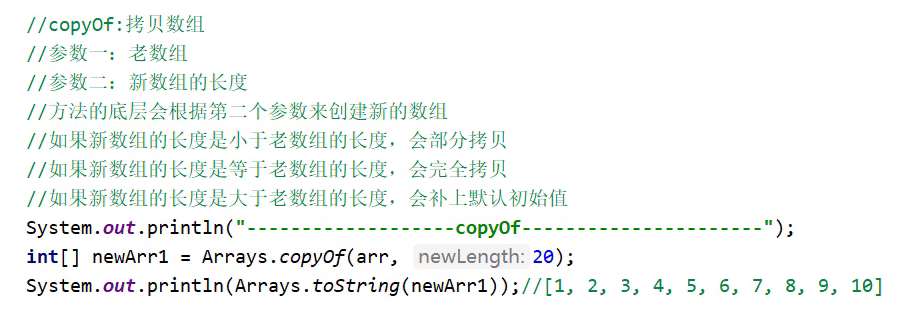 //copyOf:拷贝数组
//参数一：老数组
//参数二：新数组的长度
//方法的底层会根据第二个参数来创建新的数组
//如果新数组的长度是小于老数组的长度，会部分拷贝
//如果新数组的长度是等于老数组的长度，会完全拷贝
//如果新数组的长度是大于老数组的长度，会补上默认初始值
System.out.println("-------------------copyOf----------------------");
int[] newArr1 = Arrays.copyOf(arr, newLength: 20);
System.out.println(Arrays.toString(newArr1));//[1, 2, 3, 4, 5, 6, 7, 8, 9, 10]